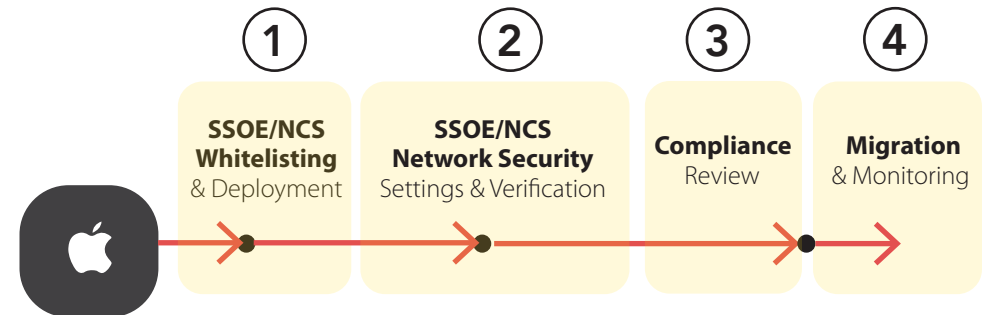 1
SSOE/NCS
Whitelisting
& Deployment
2
SSOE/NCS
Network Security
Settings & Verification
3
Compliance
Review
4
Migration
& Monitoring